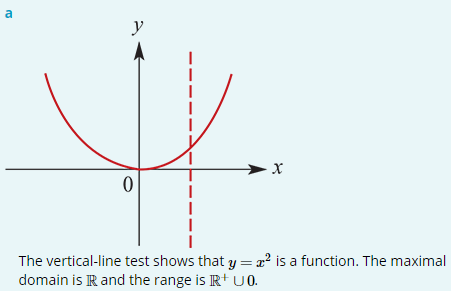 a
y
x
0
The vertical-line test shows that y = x² is a function. The maximal
domain is ℝ and the range is ℝ⁺ ∪ 0.